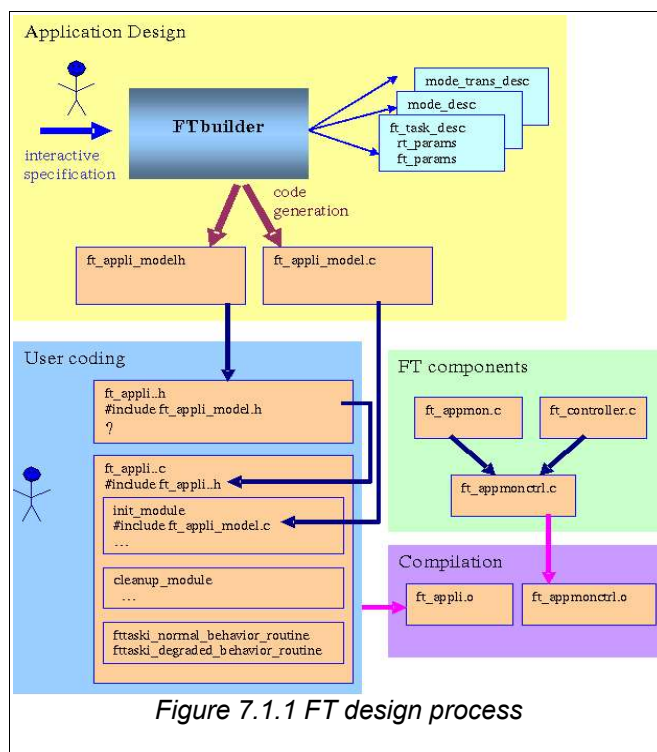 Application Design
FTbuilder
interactive
specification
mode_trans_desc
mode_desc
ft_task_desc
rt_params
ft_params
code
generation
ft_appli_modelh
ft_appli_model.c
User coding
ft_appli..h
#include ft_appli_model.h
?
ft_appli..c
#include ft_appli.h
init_module
#include ft_appli_model.c
...
cleanup_module
...
fttaski_normal_behavior_routine
fttaski_degraded_behavior_routine
FT components
ft_appmon.c
ft_controller.c
ft_appmonctrl.c
Compilation
ft_appli.o
ft_appmonctrl.o
Figure 7.1.1 FT design process